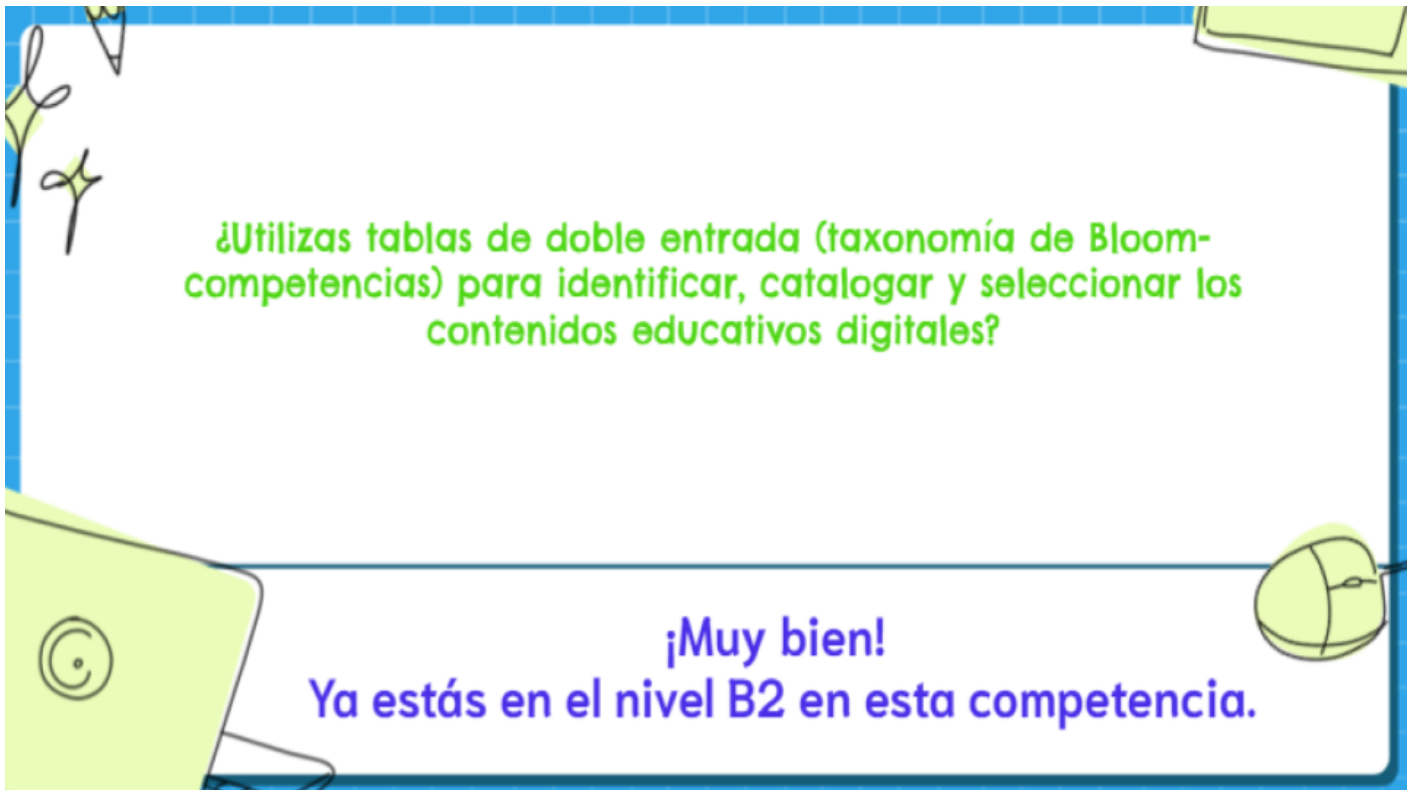 ¿Utilizas tablas de doble entrada (taxonomía de Bloom-
competencias) para identificar, catalogar y seleccionar los
contenidos educativos digitales?
¡Muy bien!
Ya estás en el nivel B2 en esta competencia.